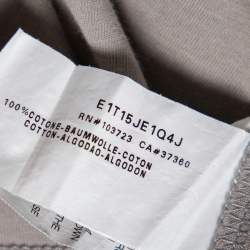 E1T15JE1Q4J
RN#103723 CA#37360
100%COTONE-BAUMWOLLE-COTON
COTTON-ALGODAO-ALGODON